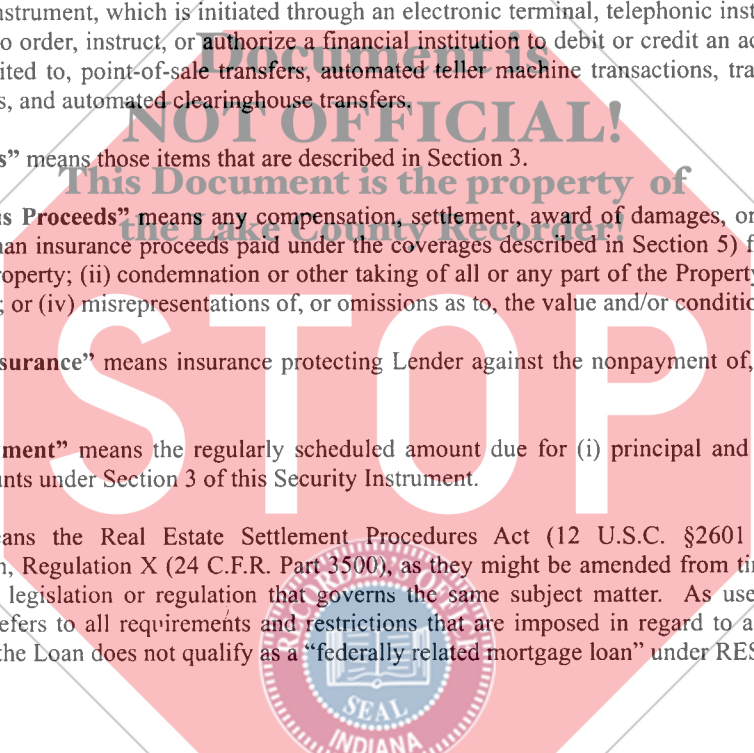 nstrument, which is initiated through an electronic terminal, telephonic inst
o order, instruct, or authorize a financial institution to debit or credit an ac
Document is
ited to, point-of-sale transfers, automated teller machine transactions, tra
s, and automated clearinghouse transfers.
NOT OFFICIAL!
s” means those items that are described in Section 3.
This Document is the property of
us Proceeds” means any compensation, settlement, award of damages, or
the Lake County Recorder!
han insurance proceeds paid under the coverages described in Section 5) f
roperty; (ii) condemnation or other taking of all or any part of the Property
; or (iv) misrepresentations of, or omissions as to, the value and/or conditio
STOP
surance” means insurance protecting Lender against the nonpayment of,
ment” means the regularly scheduled amount due for (i) principal and
unts under Section 3 of this Security Instrument.
eans the Real Estate Settlement Procedures Act (12 U.S.C. §2601
n, Regulation X (24 C.F.R. Part 3500), as they might be amended from ti
legislation or regulation that governs the same subject matter. As use
efers to all requirements and restrictions that are imposed in regard to a
the Loan does not qualify as a “federally related mortgage loan” under RES
SEAL
INDIANA